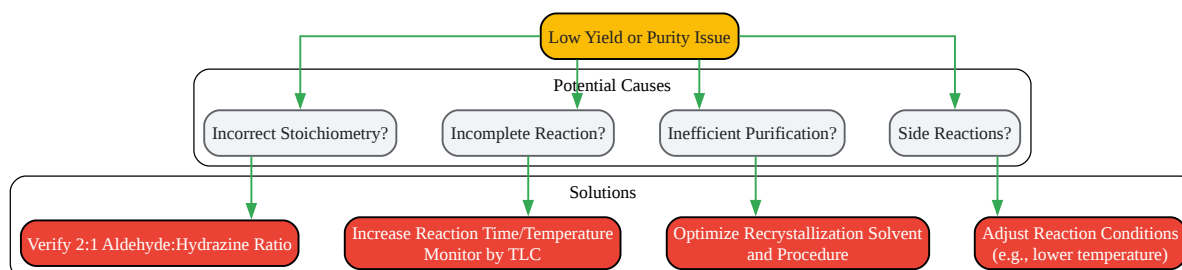 Low Yield or Purity Issue
Potential Causes
Incorrect Stoichiometry?
Incomplete Reaction?
Inefficient Purification?
Side Reactions?
Solutions
Verify 2:1 Aldehyde:Hydrazine Ratio
Increase Reaction Time/Temperature
Monitor by TLC
Optimize Recrystallization Solvent
and Procedure
Adjust Reaction Conditions
(e.g., lower temperature)